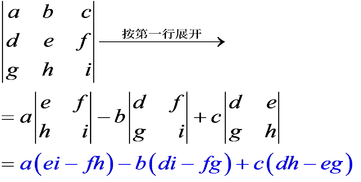 |a b c|
|d e f| 按第一行展开 →
|g h i|
= a|e f; h i| − b|d f; g i| + c|d e; g h|
= a(ei − fh) − b(di − fg) + c(dh − eg)